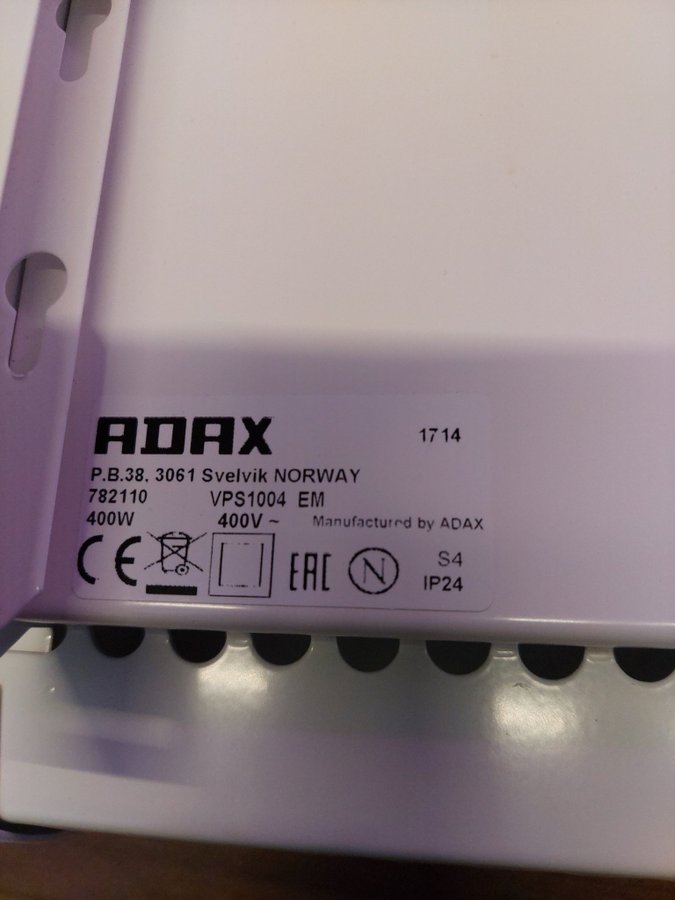 ADAX 1714
P.B.38, 3061 Svelvik NORWAY
782110 VPS1004 EM
400W 400V ~ Manufactured by ADAX
CE EAC N S4
IP24